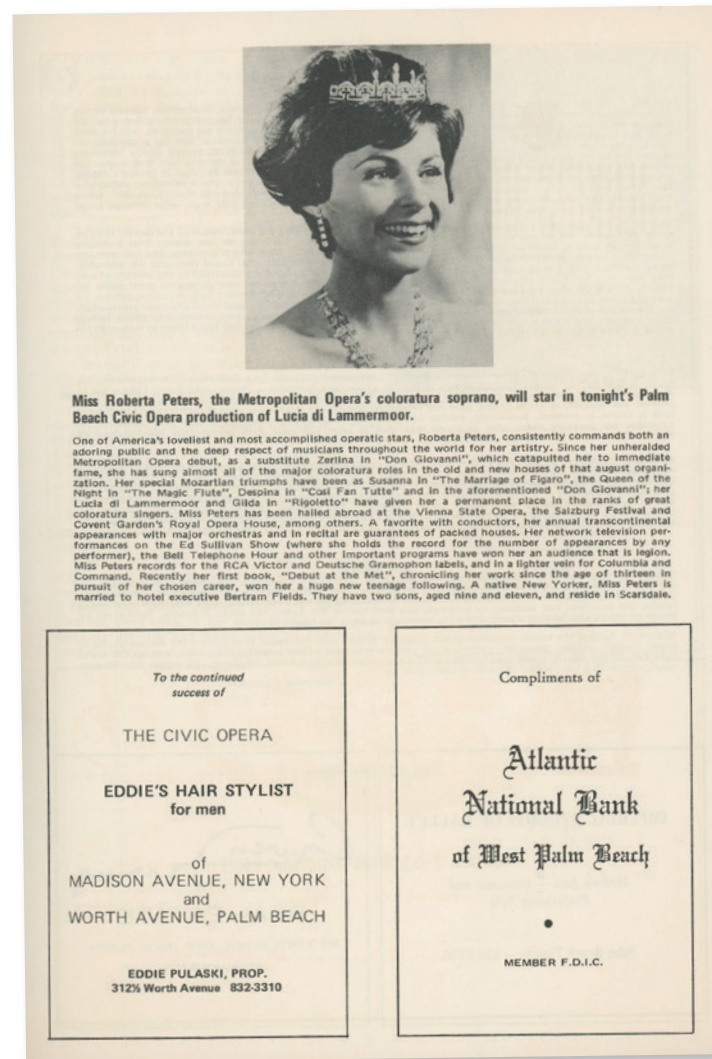 Miss Roberta Peters, the Metropolitan Opera's coloratura soprano, will star in tonight's Palm
Beach Civic Opera production of Lucia di Lammermoor.
One of America's loveliest and most accomplished operatic stars, Roberta Peters, consistently commands both an
adoring public and the deep respect of musicians throughout the world for her artistry. Since her unheralded
Metropolitan Opera debut, as a substitute Zerlina in "Don Giovanni", which catapulted her to immediate
fame, she has sung almost all of the major coloratura roles in the old and new houses of that august organi-
zation. Her special Mozartian triumphs have been as Susanna in "The Marriage of Figaro", the Queen of the
Night in "The Magic Flute", Despina in "Cosi Fan Tutte" and in the aforementioned "Don Giovanni"; her
Lucia di Lammermoor and Gilda in "Rigoletto" have given her a permanent place in the ranks of great
coloratura singers. Miss Peters has been hailed abroad at the Vienna State Opera, the Salzburg Festival and
Covent Garden's Royal Opera House, among others. A favorite with conductors, her annual transcontinental
appearances with major orchestras and in recital are guarantees of packed houses. Her network television per-
formances on the Ed Sullivan Show (where she holds the record for the number of appearances by any
performer), the Bell Telephone Hour and other important programs have won her an audience that is legion.
Miss Peters records for the RCA Victor and Deutsche Gramophon labels, and in a lighter vein for Columbia and
Command. Recently her first book, "Debut at the Met", chronicling her work since the age of thirteen in
pursuit of her chosen career, won her a huge new teenage following. A native New Yorker, Miss Peters is
married to hotel executive Bertram Fields. They have two sons, aged nine and eleven, and reside in Scarsdale.
To the continued
success of
THE CIVIC OPERA
EDDIE'S HAIR STYLIST
for men
of
MADISON AVENUE, NEW YORK
and
WORTH AVENUE, PALM BEACH
EDDIE PULASKI, PROP.
312½ Worth Avenue 832-3310
Compliments of
Atlantic
National Bank
of West Palm Beach
•
MEMBER F.D.I.C.